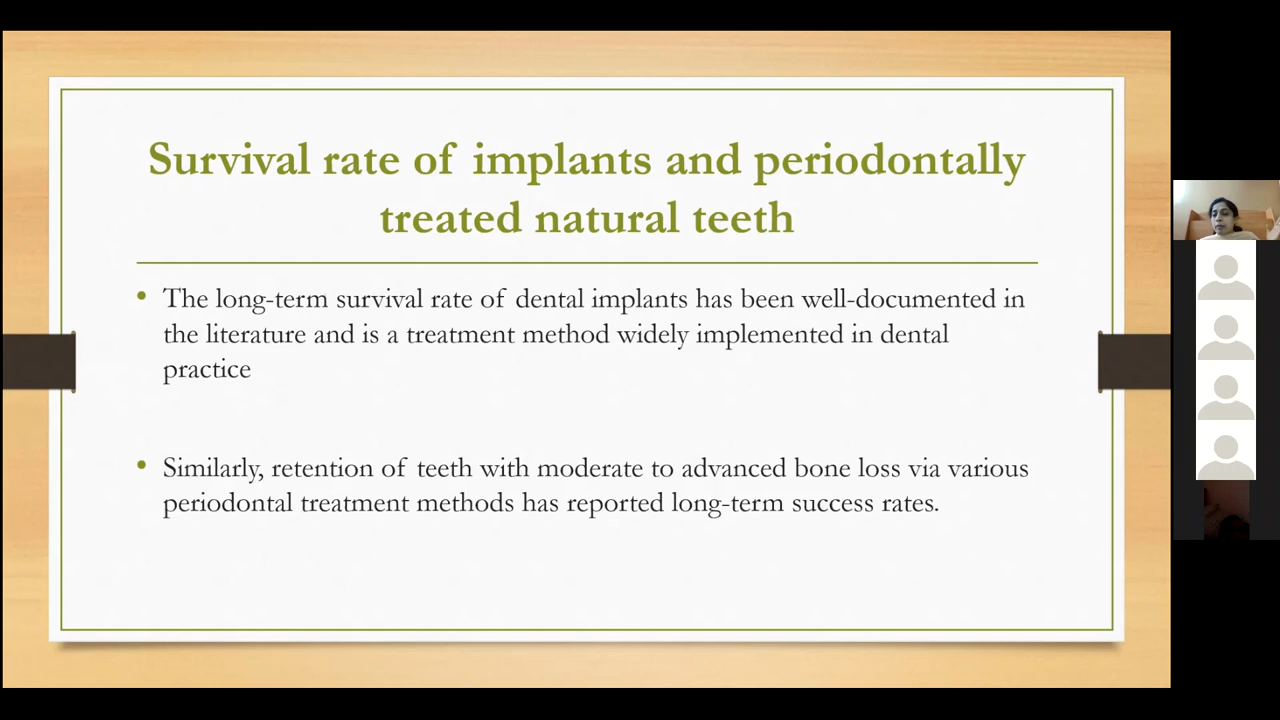 Survival rate of implants and periodontally
treated natural teeth
• The long-term survival rate of dental implants has been well-documented in
the literature and is a treatment method widely implemented in dental
practice
• Similarly, retention of teeth with moderate to advanced bone loss via various
periodontal treatment methods has reported long-term success rates.